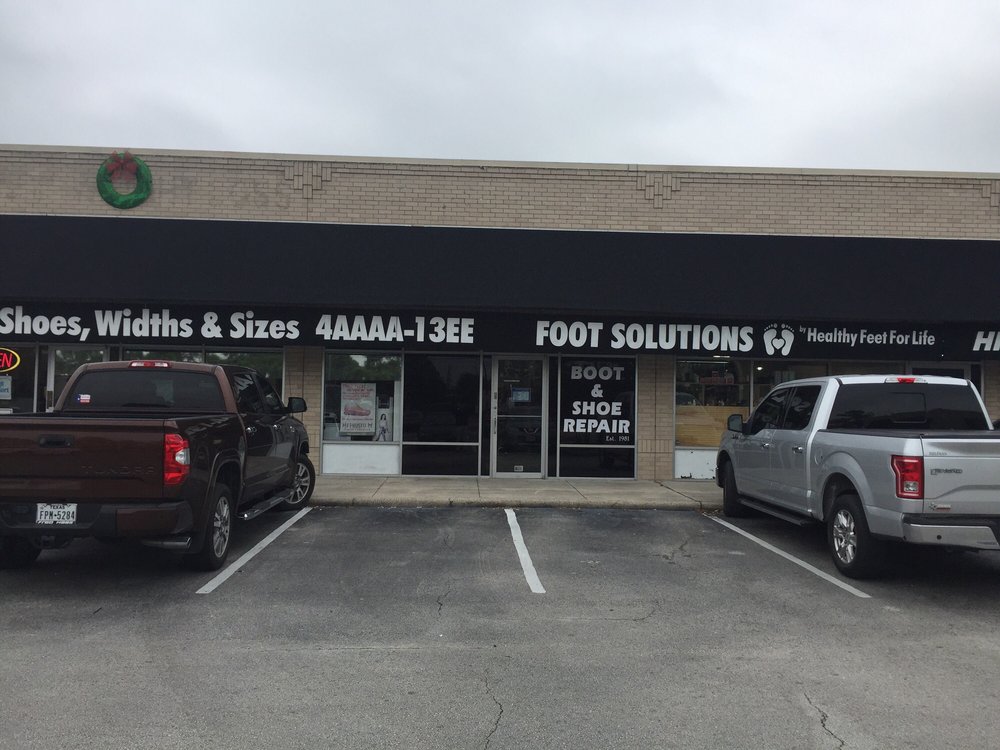 Shoes, Widths & Sizes 4AAAA-13EE
FOOT SOLUTIONS by Healthy Feet For Life
BOOT
&
SHOE
REPAIR
Est. 1981
TEXAS
FPM-5284